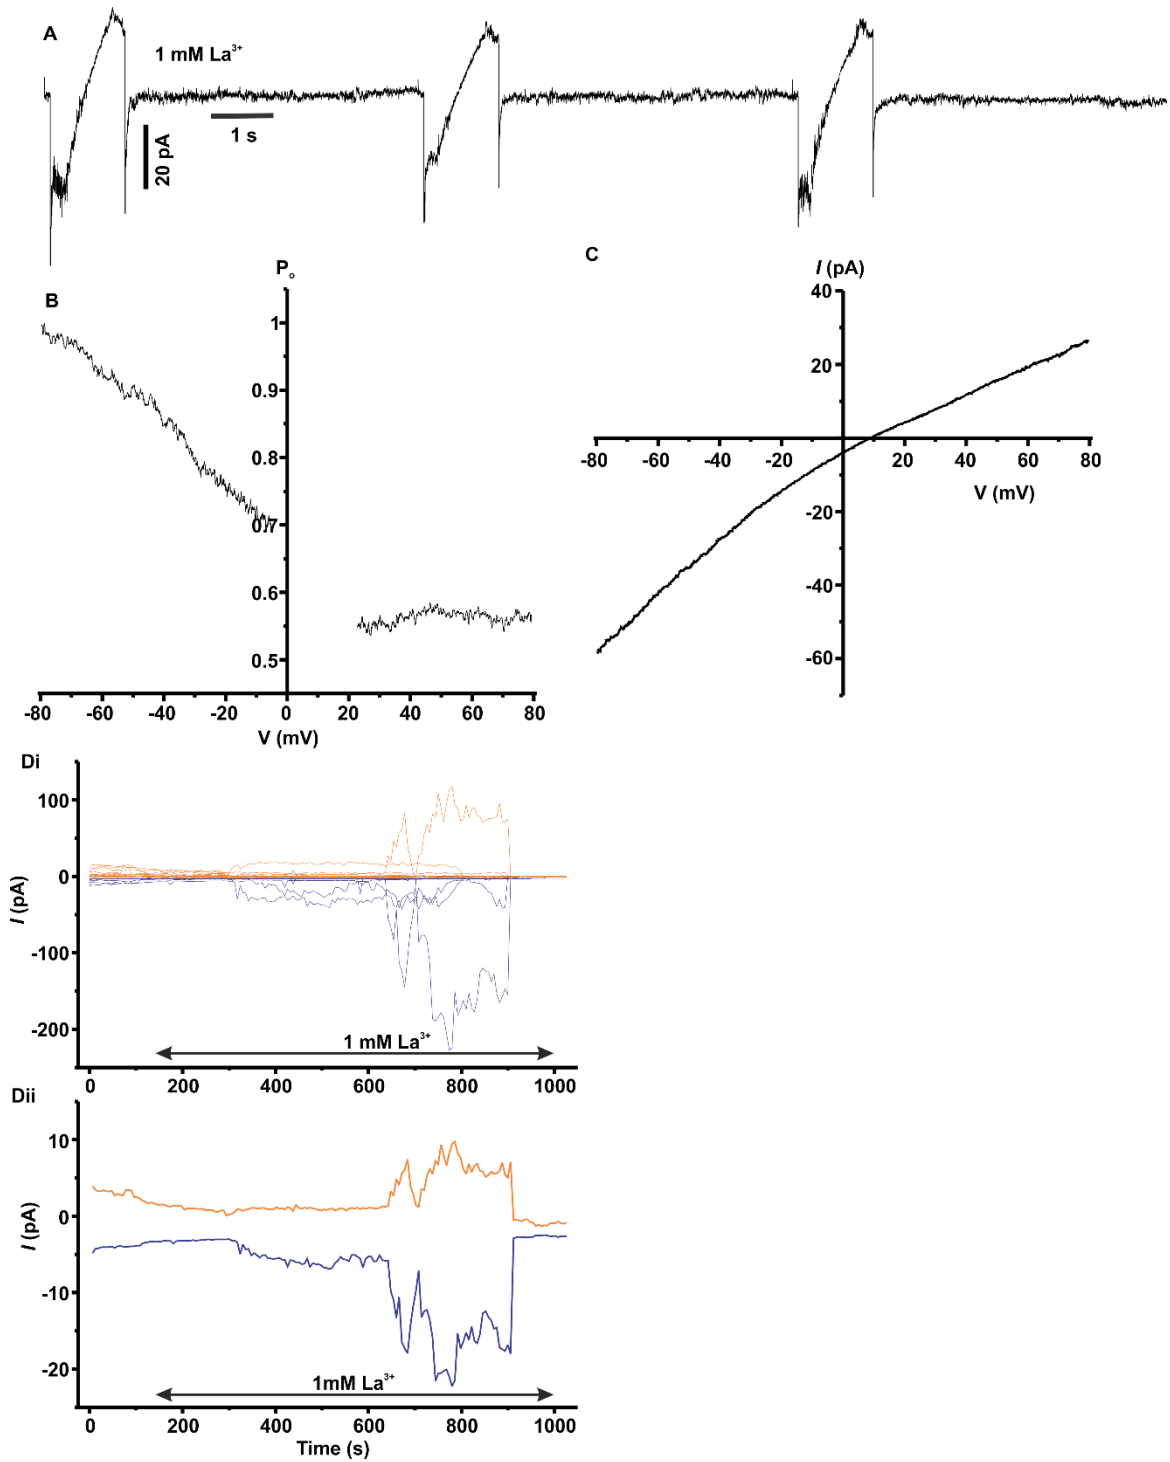 A
1 mM La³⁺
1 s
20 pA
B
Pₒ
1
0.9
0.8
0.7
0.6
0.5
-80 -60 -40 -20 0 20 40 60 80
V (mV)
C
I (pA)
40
20
-80 -60 -40 -20 20 40 60 80
V (mV)
-20
-40
-60
Di
100
0
-100
-200
I (pA)
1 mM La³⁺
0 200 400 600 800 1000
Dii
10
0
-10
-20
I (pA)
1mM La³⁺
0 200 400 600 800 1000
Time (s)